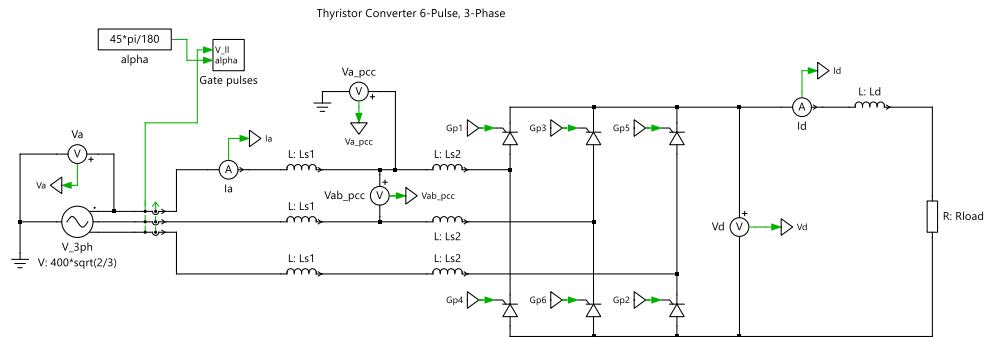 Thyristor Converter 6-Pulse, 3-Phase
45*pi/180
alpha
V_ll
alpha
Gate pulses
Va_pcc
V
+
Va_pcc
Id
A
Id
L: Ld
Gp1
Gp3
Gp5
Va
V
+
Va
Ia
A
Ia
L: Ls1
L: Ls2
Vab_pcc
V
+
Vab_pcc
V_3ph
V: 400*sqrt(2/3)
L: Ls1
L: Ls2
L: Ls1
L: Ls2
Vd
V
+
Vd
R: Rload
Gp4
Gp6
Gp2